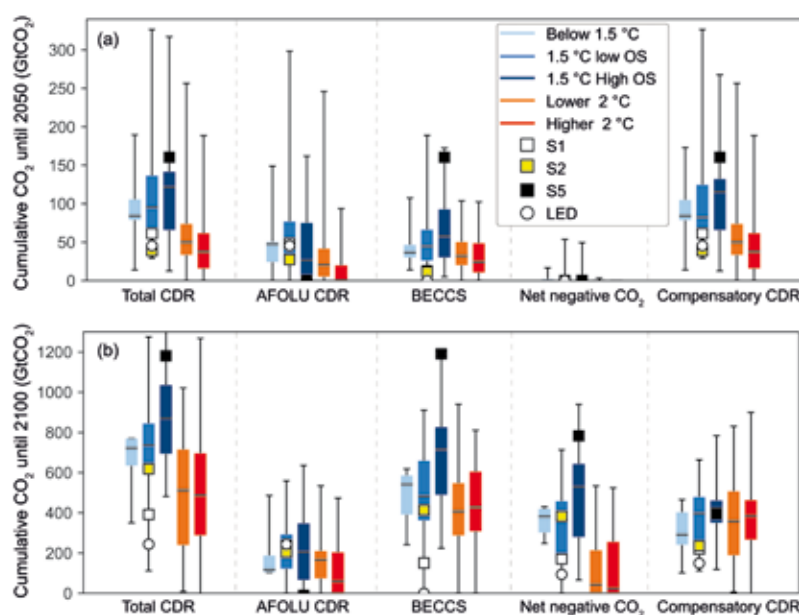 Cumulative CO2 until 2050 (GtCO2)
(a)
300
250
200
150
100
50
0
Below 1.5 °C
1.5 °C low OS
1.5 °C High OS
Lower 2 °C
Higher 2 °C
S1
S2
S5
LED
Total CDR AFOLU CDR BECCS Net negative CO2 Compensatory CDR
Cumulative CO2 until 2100 (GtCO2)
(b)
1200
1000
800
600
400
200
0
Total CDR AFOLU CDR BECCS Net negative CO2 Compensatory CDR